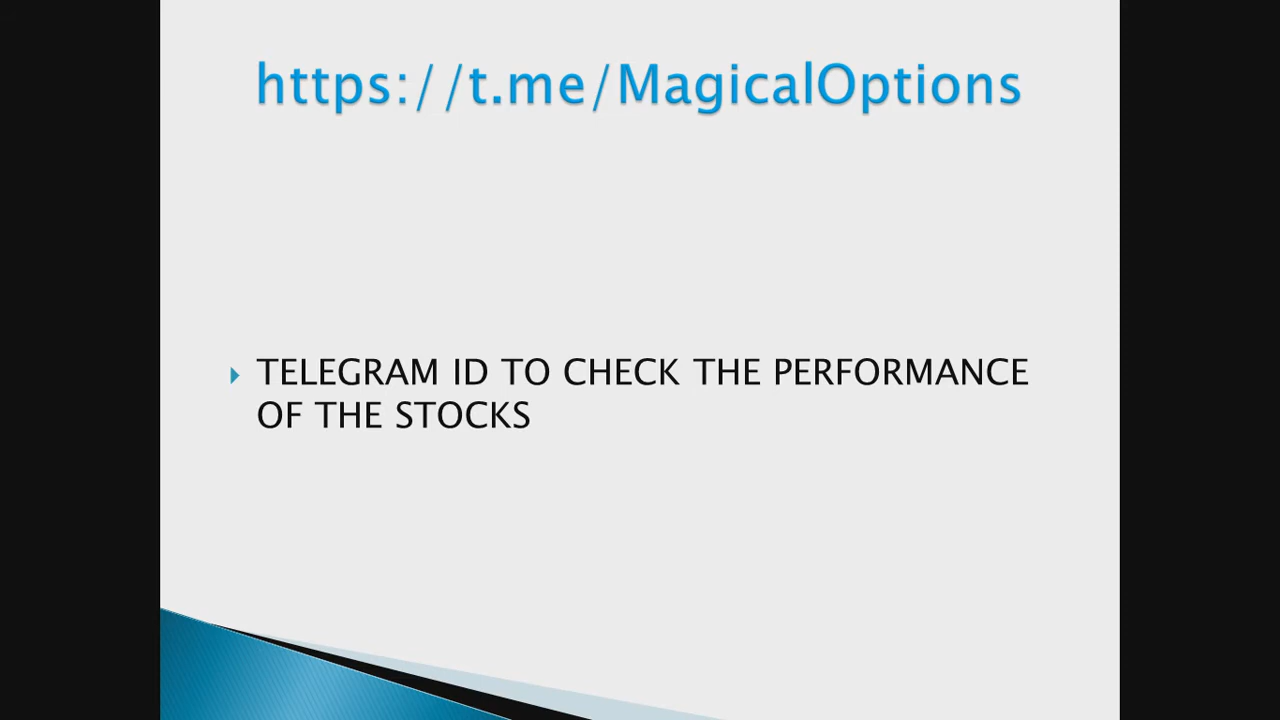 https://t.me/MagicalOptions
TELEGRAM ID TO CHECK THE PERFORMANCE
OF THE STOCKS